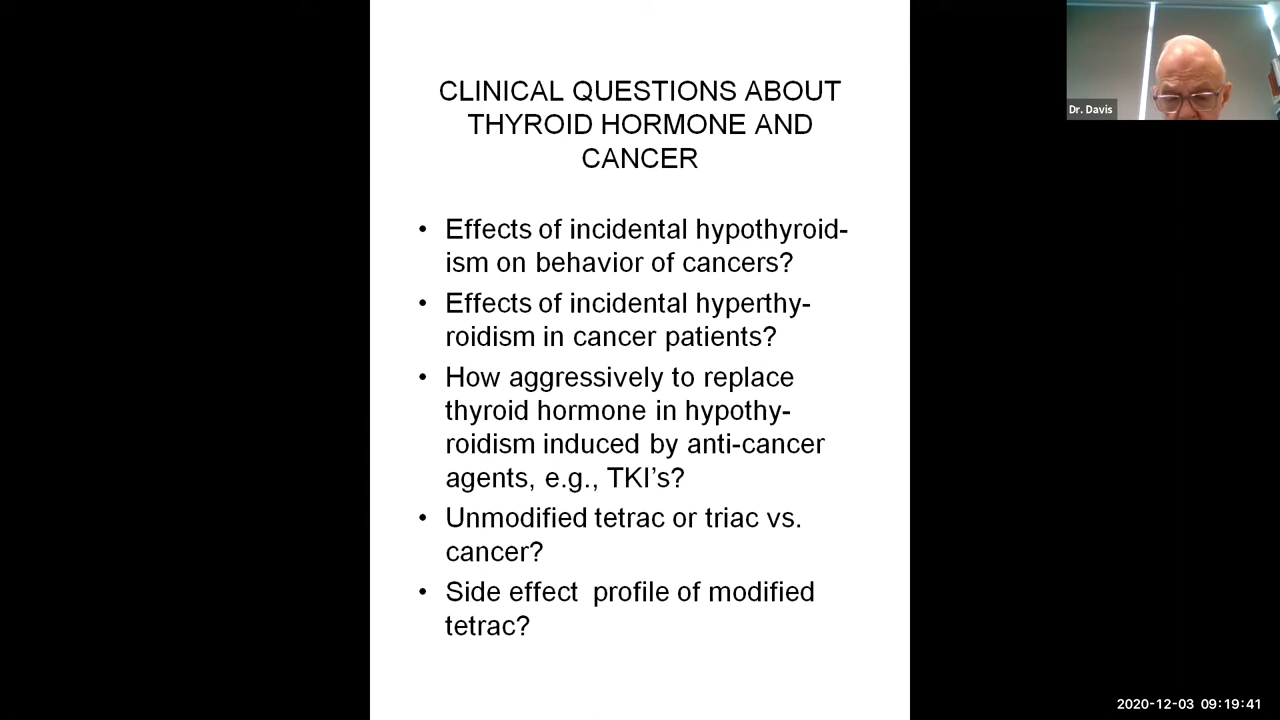 CLINICAL QUESTIONS ABOUT
THYROID HORMONE AND
CANCER
• Effects of incidental hypothyroid-
ism on behavior of cancers?
• Effects of incidental hyperthy-
roidism in cancer patients?
• How aggressively to replace
thyroid hormone in hypothy-
roidism induced by anti-cancer
agents, e.g., TKI's?
• Unmodified tetrac or triac vs.
cancer?
• Side effect  profile of modified
tetrac?
Dr. Davis
2020-12-03 09:19:41